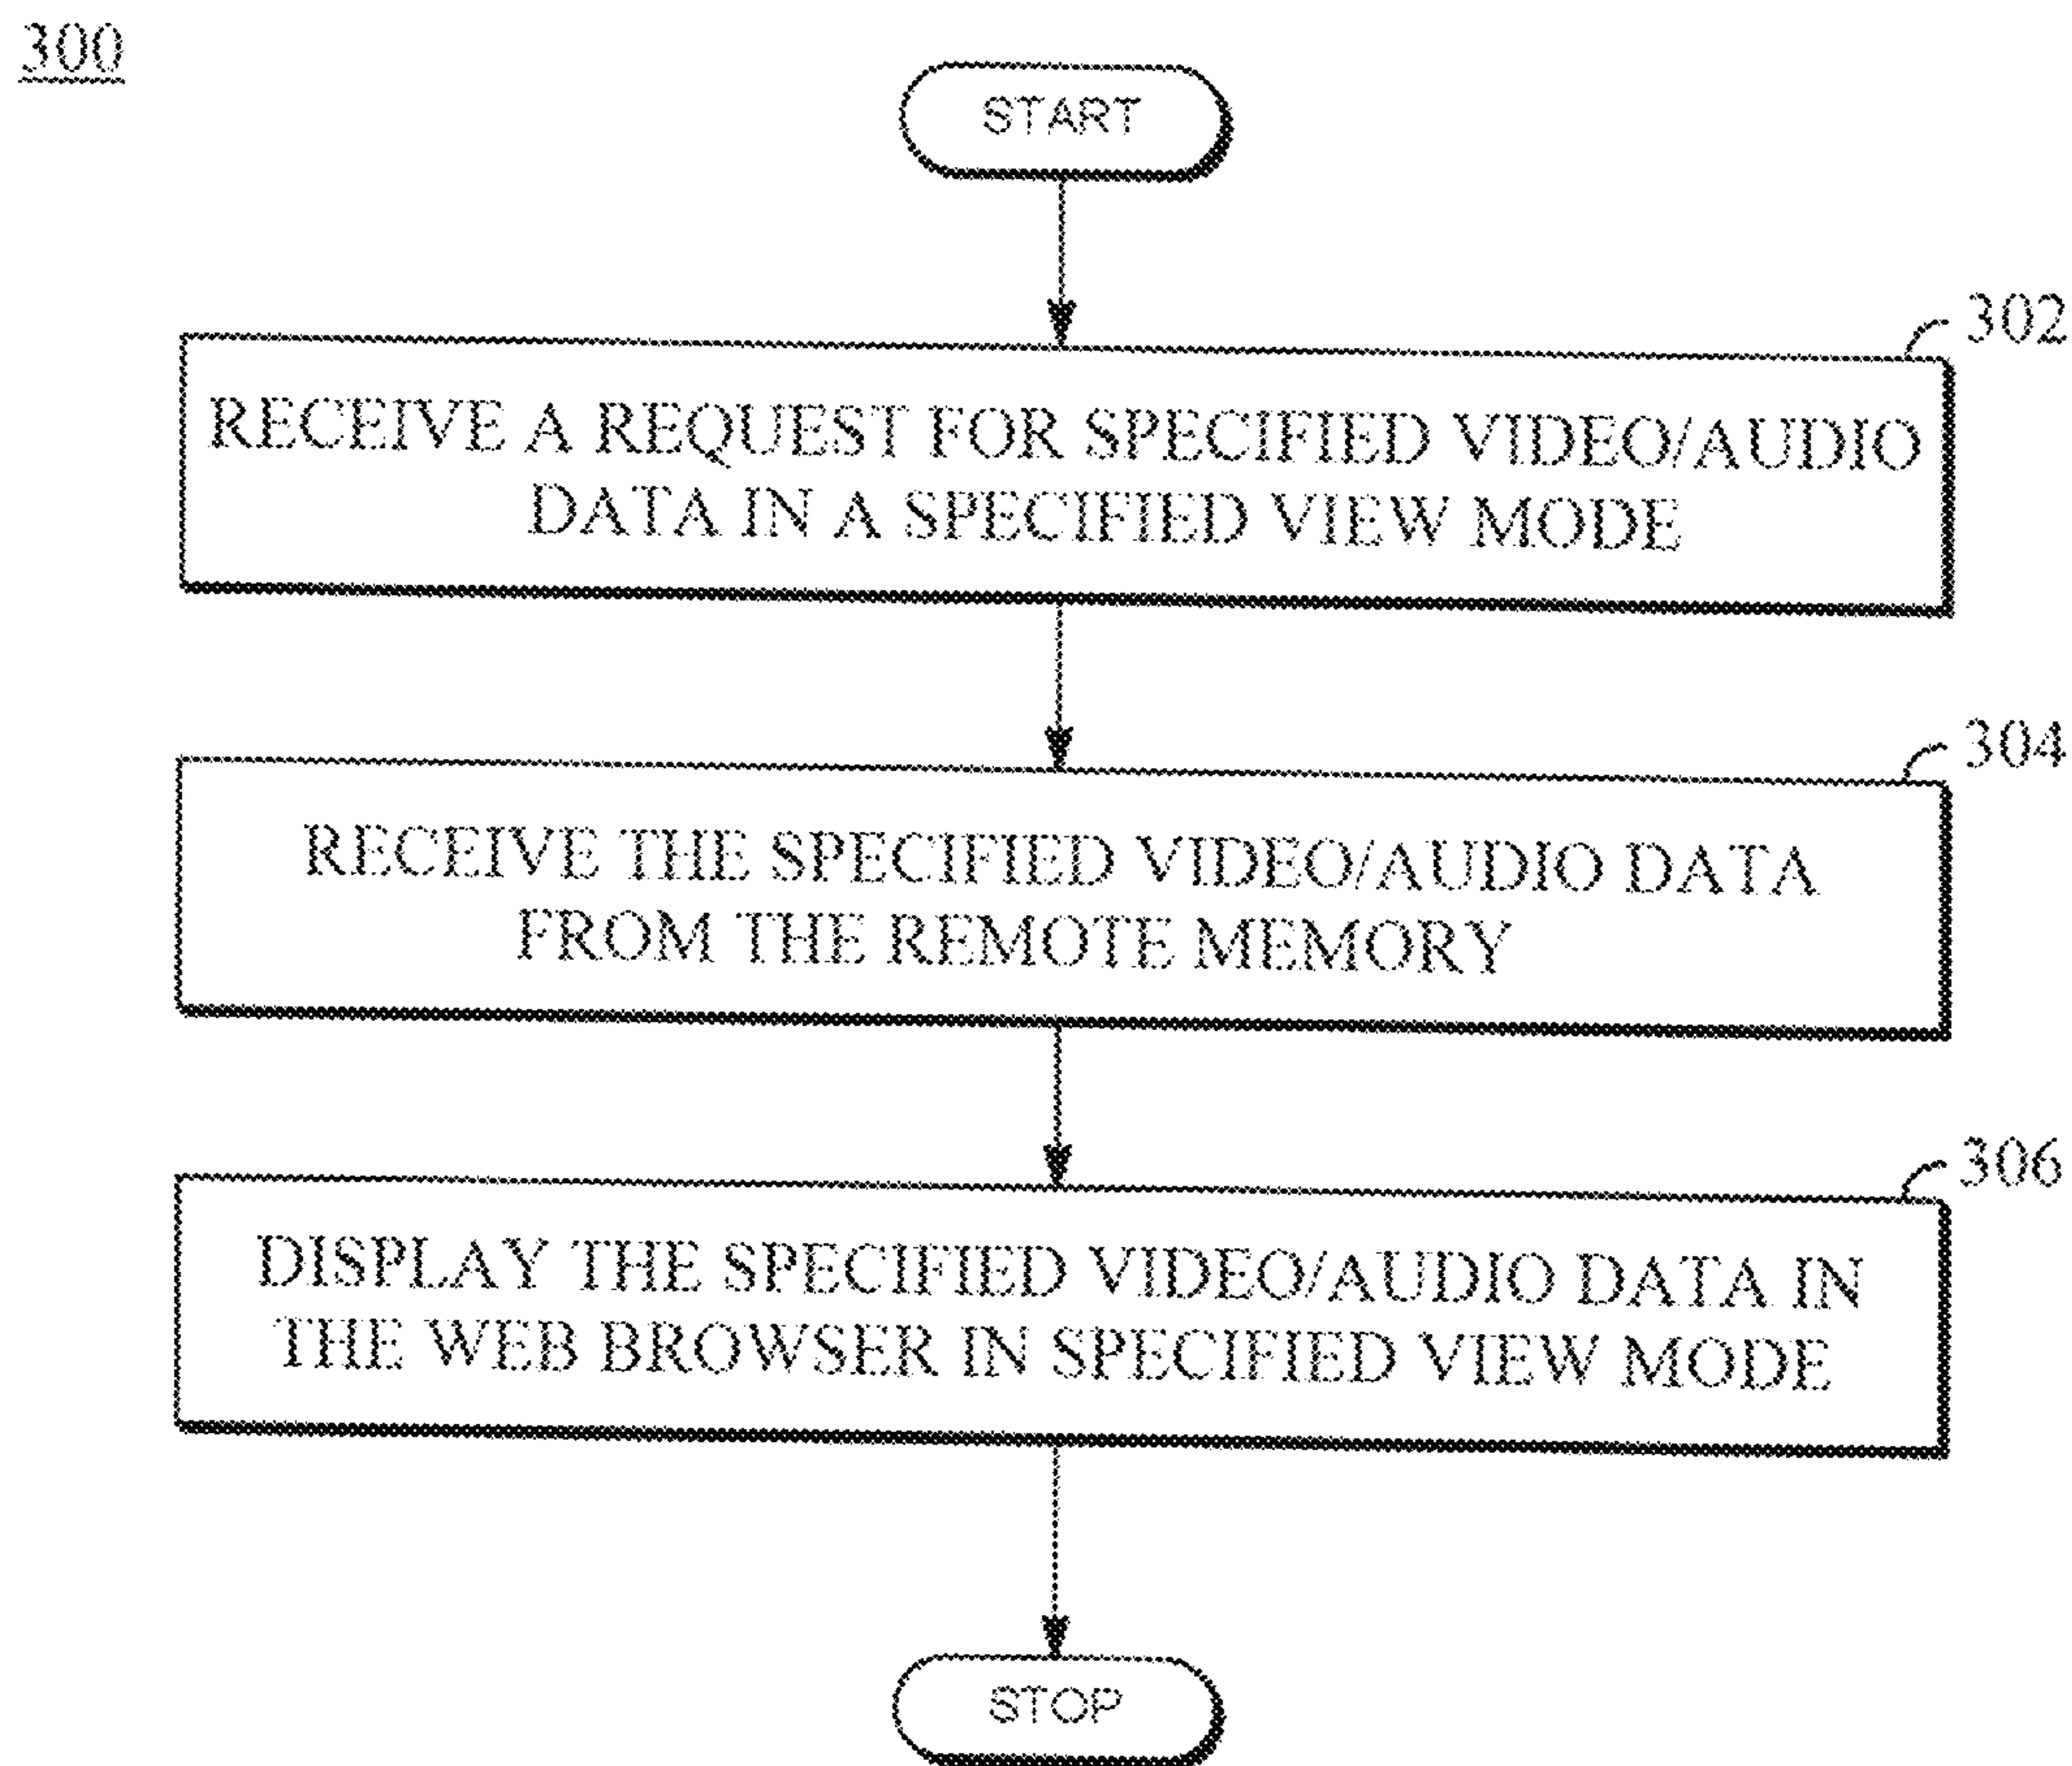 300
START
302
RECEIVE A REQUEST FOR SPECIFIED VIDEO/AUDIO
DATA IN A SPECIFIED VIEW MODE
304
RECEIVE THE SPECIFIED VIDEO/AUDIO DATA
FROM THE REMOTE MEMORY
306
DISPLAY THE SPECIFIED VIDEO/AUDIO DATA IN
THE WEB BROWSER IN SPECIFIED VIEW MODE
STOP